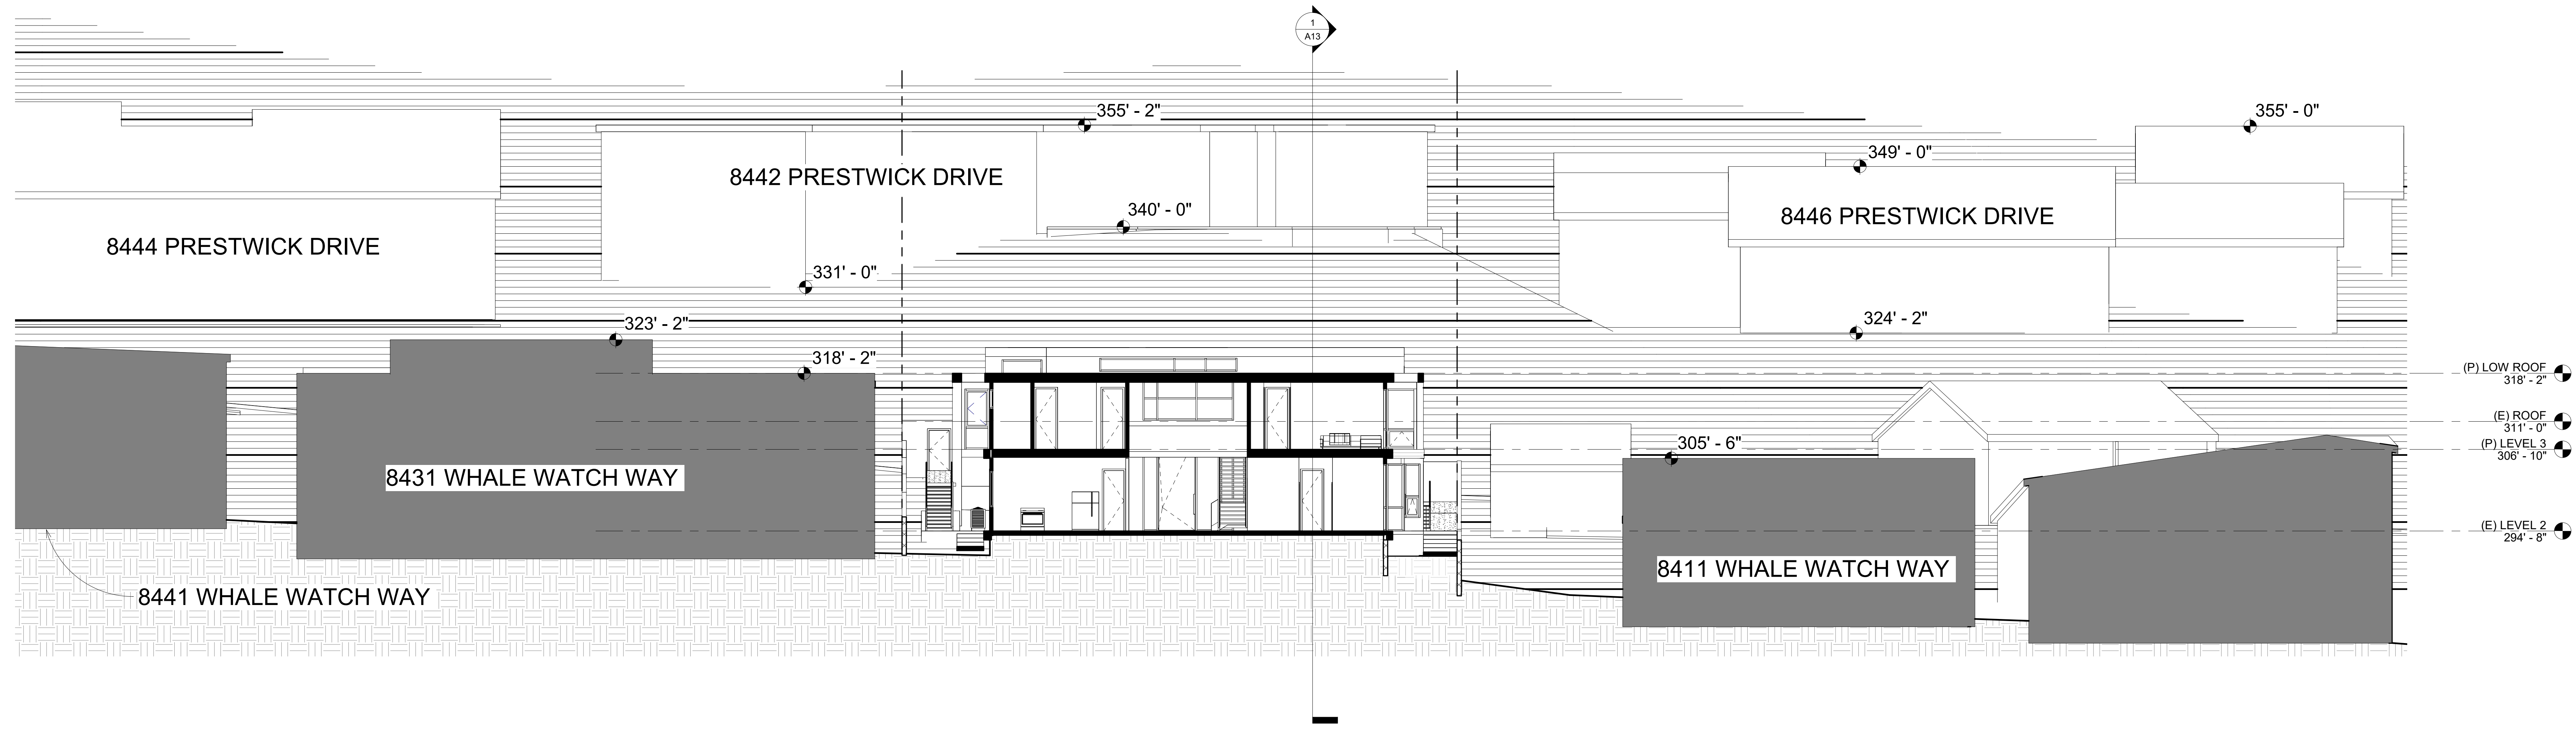 1
A13
355' - 2"
355' - 0"
349' - 0"
8442 PRESTWICK DRIVE
340' - 0"
8446 PRESTWICK DRIVE
8444 PRESTWICK DRIVE
331' - 0"
323' - 2"
324' - 2"
318' - 2"
(P) LOW ROOF
318' - 2"
(E) ROOF
311' - 0"
305' - 6"
(P) LEVEL 3
306' - 10"
8431 WHALE WATCH WAY
(E) LEVEL 2
294' - 8"
8411 WHALE WATCH WAY
8441 WHALE WATCH WAY